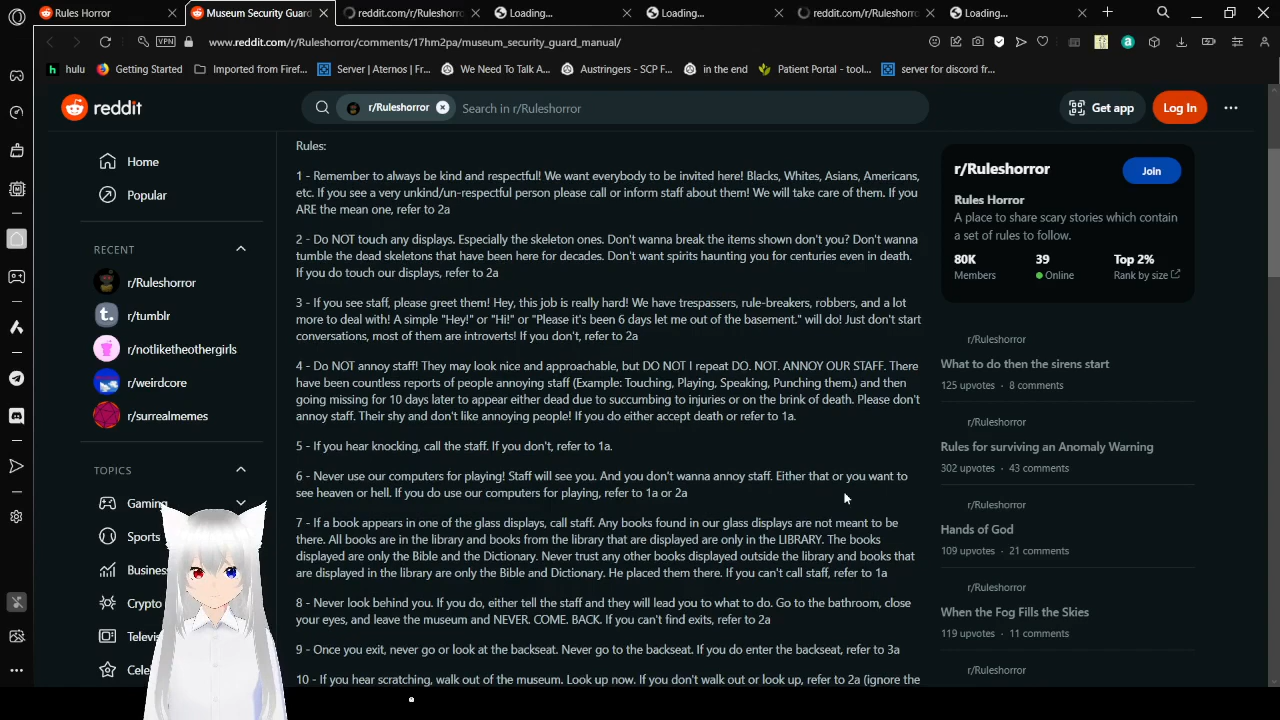 Rules Horror
Museum Security Guard
reddit.com/r/Ruleshorror
Loading...
Loading...
reddit.com/r/Ruleshorror
Loading...
VPN
www.reddit.com/r/Ruleshorror/comments/17hm2pa/museum_security_guard_manual/
hulu
Getting Started
Imported from Firef...
Server | Aternos | Fr...
We Need To Talk A...
Austringers - SCP F...
in the end
Patient Portal - tool...
server for discord fr...
reddit
r/Ruleshorror
Search in r/Ruleshorror
Get app
Log In
Home
Popular
RECENT
r/Ruleshorror
r/tumblr
r/notliketheothergirls
r/weirdcore
r/surrealmemes
TOPICS
Gaming
Sports
Business
Crypto
Televis
Cele
Rules:
1 - Remember to always be kind and respectful! We want everybody to be invited here! Blacks, Whites, Asians, Americans,
etc. If you see a very unkind/un-respectful person please call or inform staff about them! We will take care of them. If you
ARE the mean one, refer to 2a
2 - Do NOT touch any displays. Especially the skeleton ones. Don't wanna break the items shown don't you? Don't wanna
tumble the dead skeletons that have been here for decades. Don't want spirits haunting you for centuries even in death.
If you do touch our displays, refer to 2a
3 - If you see staff, please greet them! Hey, this job is really hard! We have trespassers, rule-breakers, robbers, and a lot
more to deal with! A simple "Hey!" or "Hi!" or "Please it's been 6 days let me out of the basement." will do! Just don't start
conversations, most of them are introverts! If you don't, refer to 2a
4 - Do NOT annoy staff! They may look nice and approachable, but DO NOT I repeat DO. NOT. ANNOY OUR STAFF. There
have been countless reports of people annoying staff (Example: Touching, Playing, Speaking, Punching them.) and then
going missing for 10 days later to appear either dead due to succumbing to injuries or on the brink of death. Please don't
annoy staff. Their shy and don't like annoying people! If you do either accept death or refer to 1a.
5 - If you hear knocking, call the staff. If you don't, refer to 1a.
6 - Never use our computers for playing! Staff will see you. And you don't wanna annoy staff. Either that or you want to
see heaven or hell. If you do use our computers for playing, refer to 1a or 2a
7 - If a book appears in one of the glass displays, call staff. Any books found in our glass displays are not meant to be
there. All books are in the library and books from the library that are displayed are only in the LIBRARY. The books
displayed are only the Bible and the Dictionary. Never trust any other books displayed outside the library and books that
are displayed in the library are only the Bible and Dictionary. He placed them there. If you can't call staff, refer to 1a
8 - Never look behind you. If you do, either tell the staff and they will lead you to what to do. Go to the bathroom, close
your eyes, and leave the museum and NEVER. COME. BACK. If you can't find exits, refer to 2a
9 - Once you exit, never go or look at the backseat. Never go to the backseat. If you do enter the backseat, refer to 3a
10 - If you hear scratching, walk out of the museum. Look up now. If you don't walk out or look up, refer to 2a (ignore the
r/Ruleshorror
Join
Rules Horror
A place to share scary stories which contain
a set of rules to follow.
80K
39
Top 2%
Members
Online
Rank by size
r/Ruleshorror
What to do then the sirens start
125 upvotes · 8 comments
r/Ruleshorror
Rules for surviving an Anomaly Warning
302 upvotes · 43 comments
r/Ruleshorror
Hands of God
109 upvotes · 21 comments
r/Ruleshorror
When the Fog Fills the Skies
119 upvotes · 11 comments
r/Ruleshorror